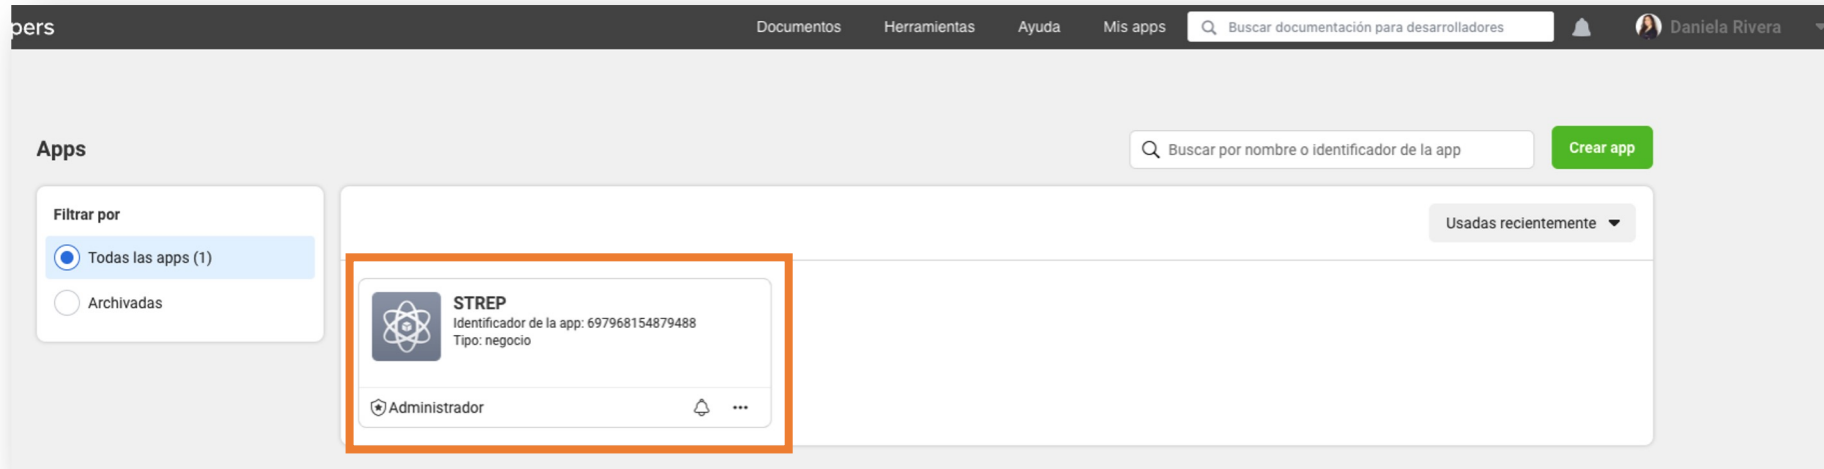 pers
Documentos
Herramientas
Ayuda
Mis apps
Buscar documentación para desarrolladores
Daniela Rivera
Apps
Buscar por nombre o identificador de la app
Crear app
Filtrar por
Todas las apps (1)
Archivadas
Usadas recientemente
STREP
Identificador de la app: 697968154879488
Tipo: negocio
Administrador